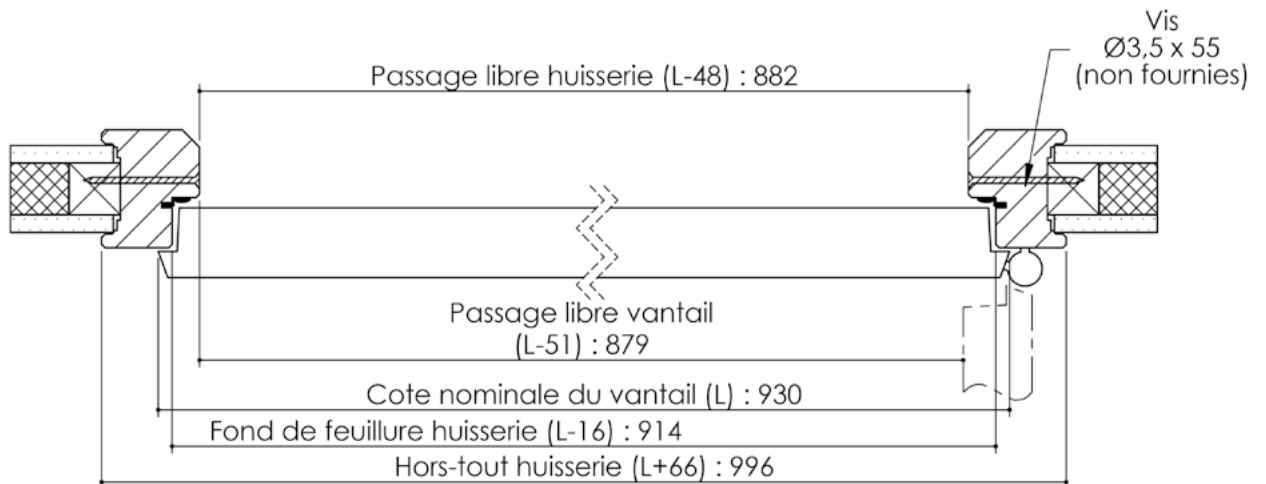 Vis
Ø3,5 x 55
(non fournies)
Passage libre huisserie (L-48) : 882
Passage libre vantail
(L-51) : 879
Cote nominale du vantail (L) : 930
Fond de feuillure huisserie (L-16) : 914
Hors-tout huisserie (L+66) : 996